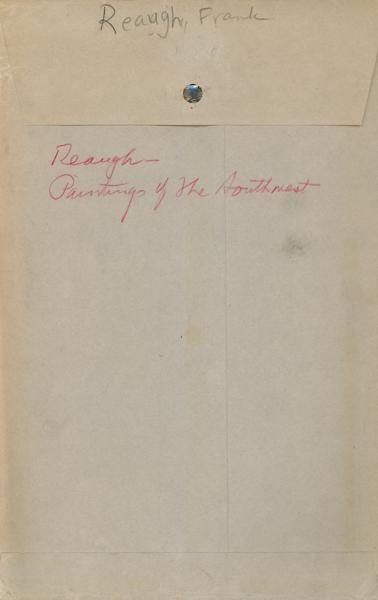 Reaugh, Frank
Reaugh—
Paintings of the Southwest